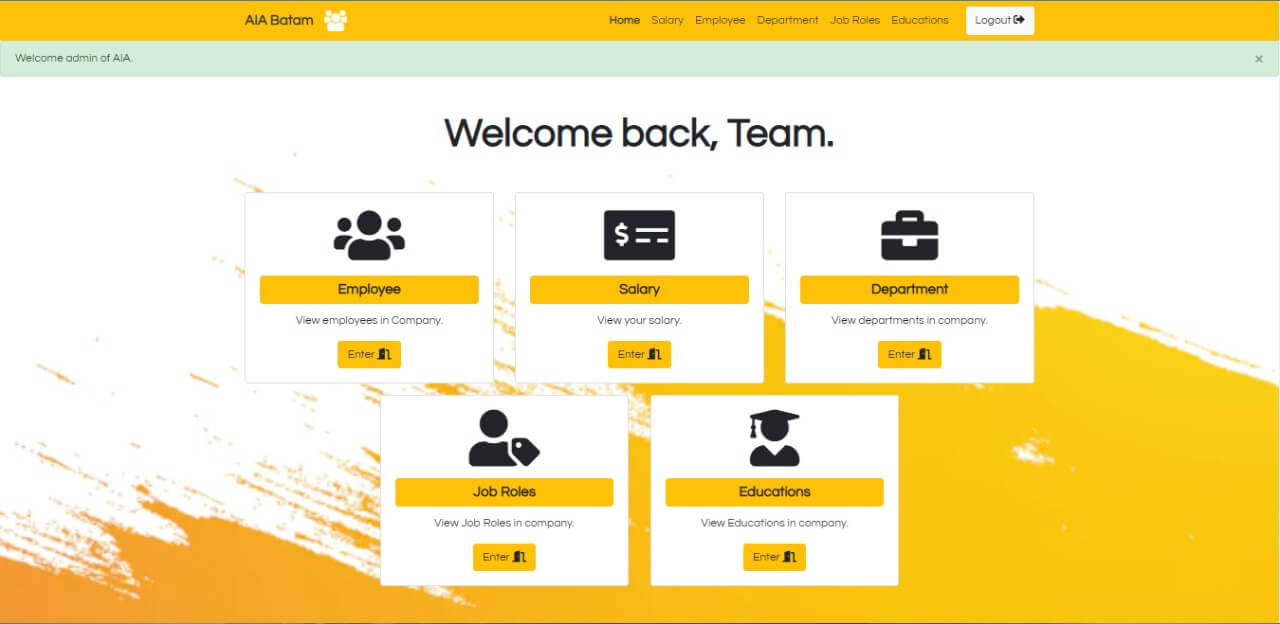 AIA Batam
Home Salary Employee Department Job Roles Educations Logout
Welcome admin of AIA. ×
Welcome back, Team.
Employee
View employees in Company.
Enter
$
Salary
View your salary.
Enter
Department
View departments in company.
Enter
Job Roles
View Job Roles in company.
Enter
Educations
View Educations in company.
Enter